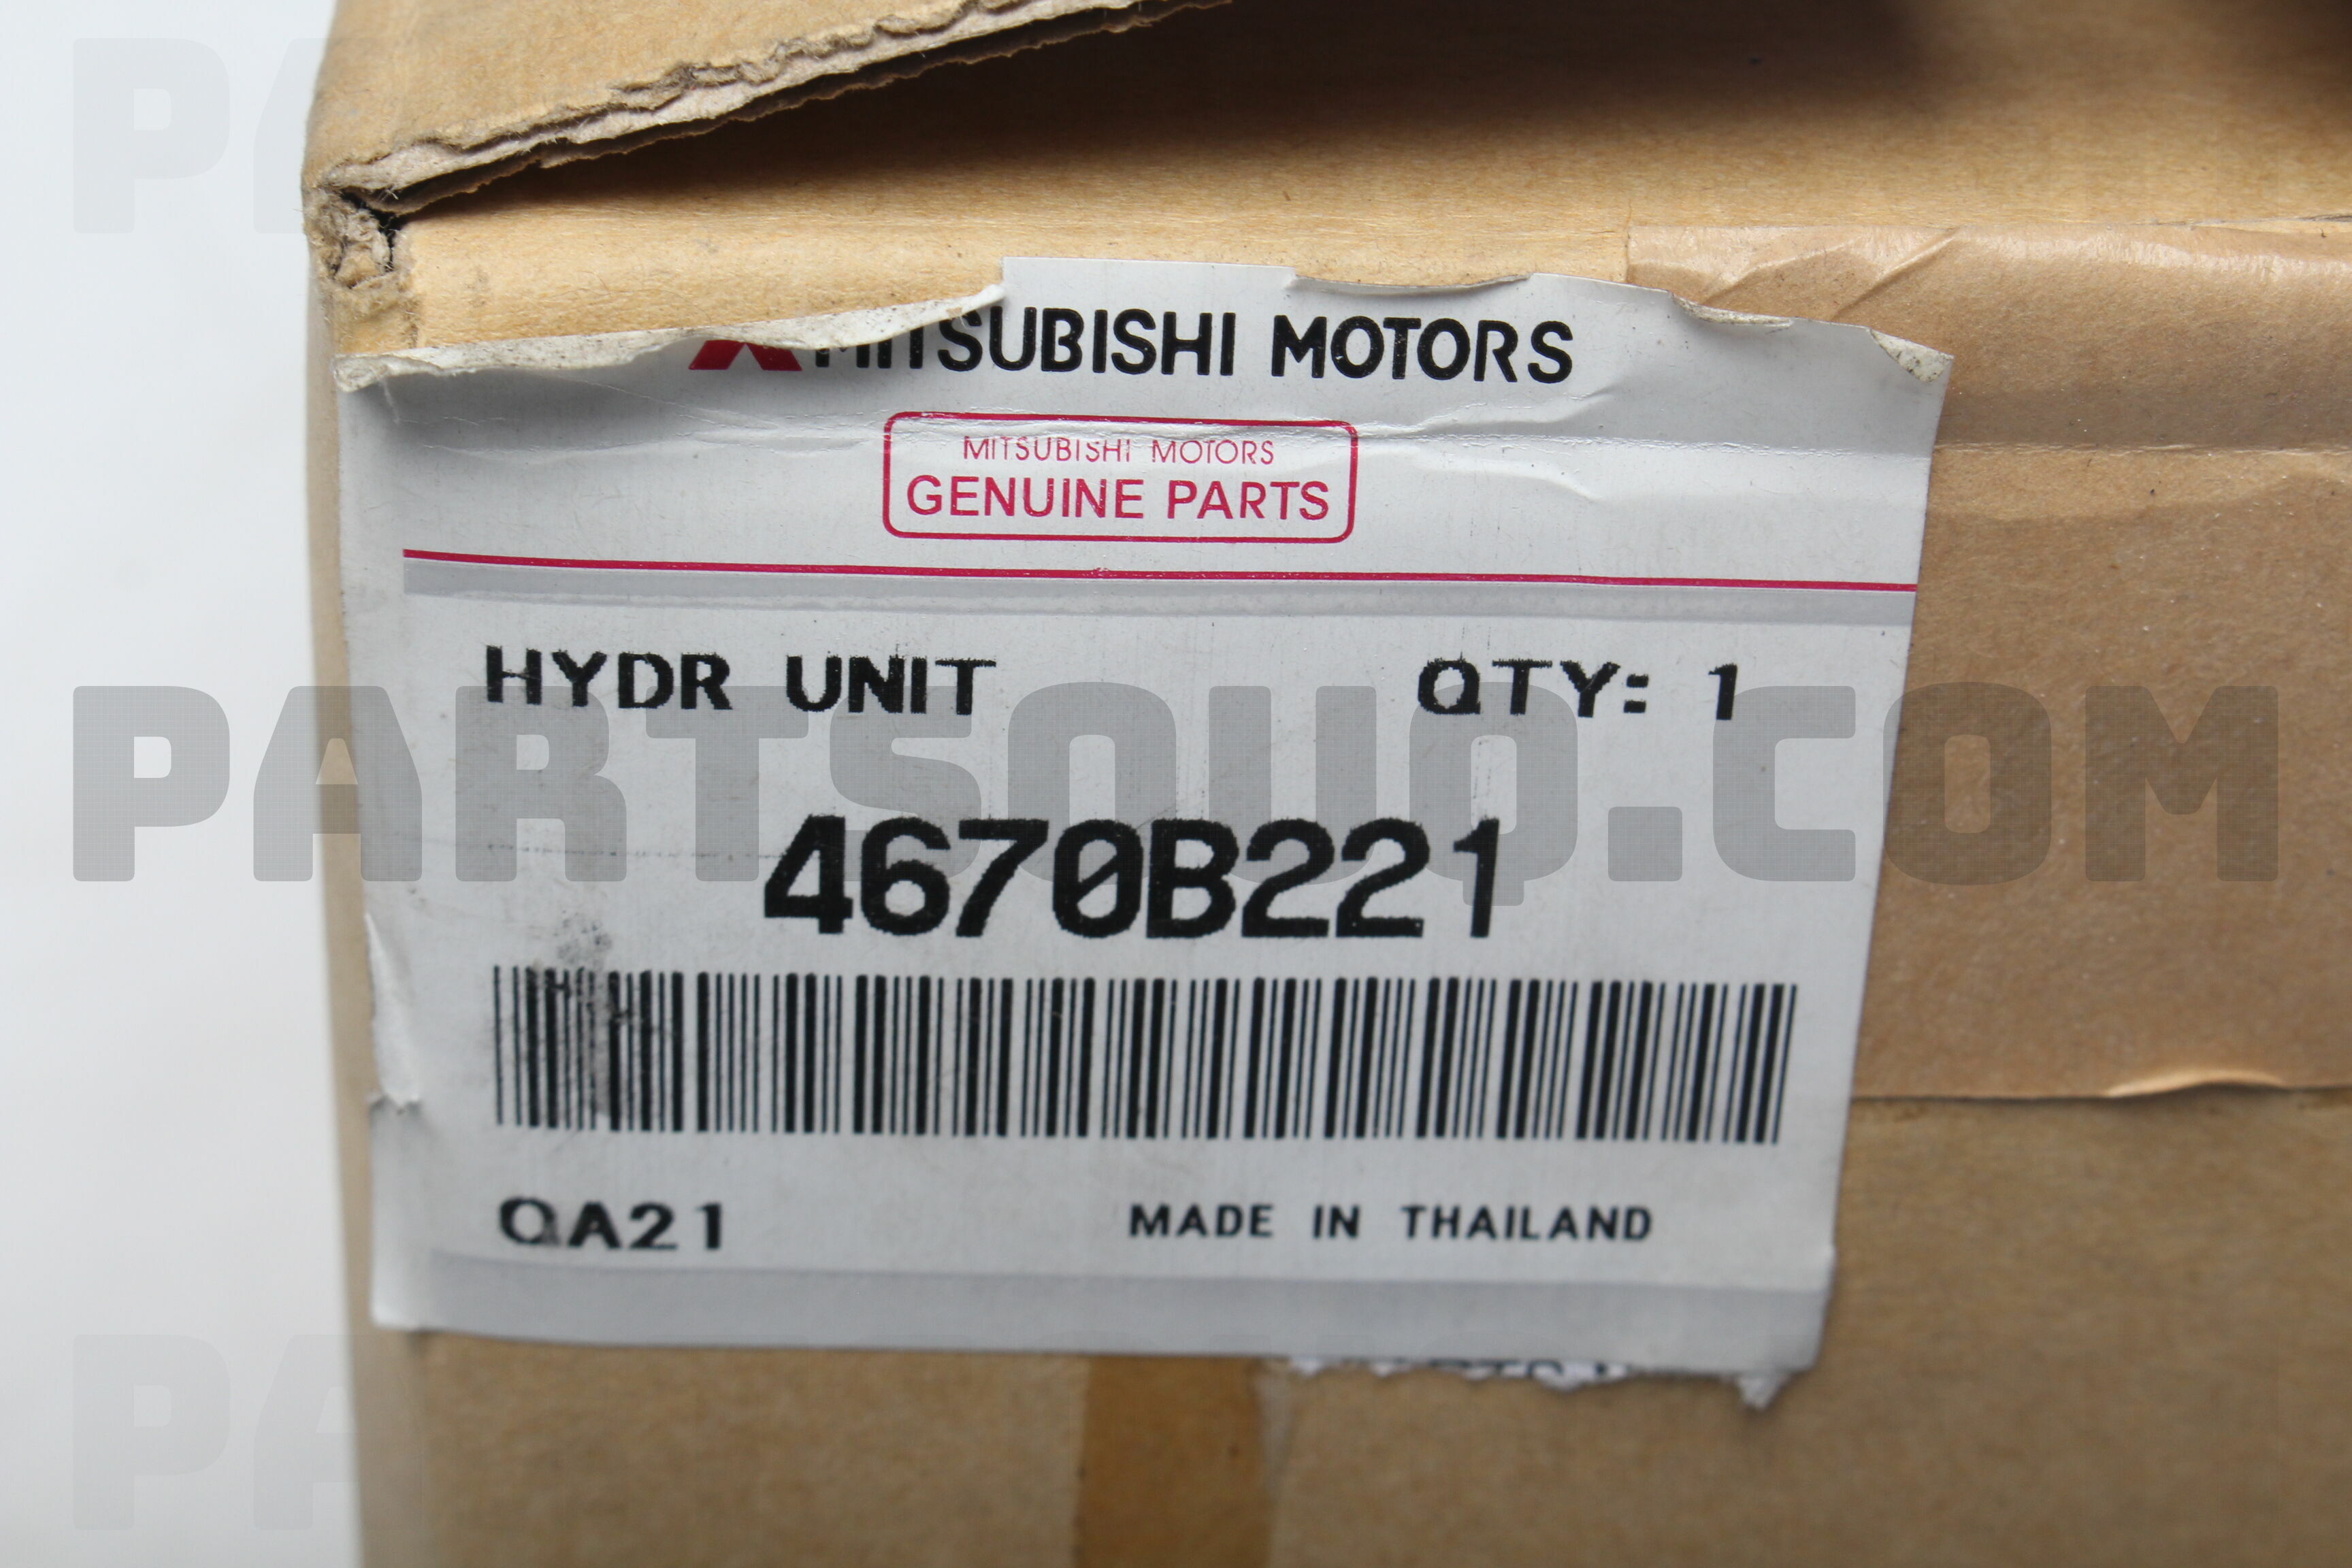 MITSUBISHI MOTORS
MITSUBISHI MOTORS
GENUINE PARTS
HYDR UNIT QTY: 1
PARTSOUQ.COM
4670B221
QA21 MADE IN THAILAND